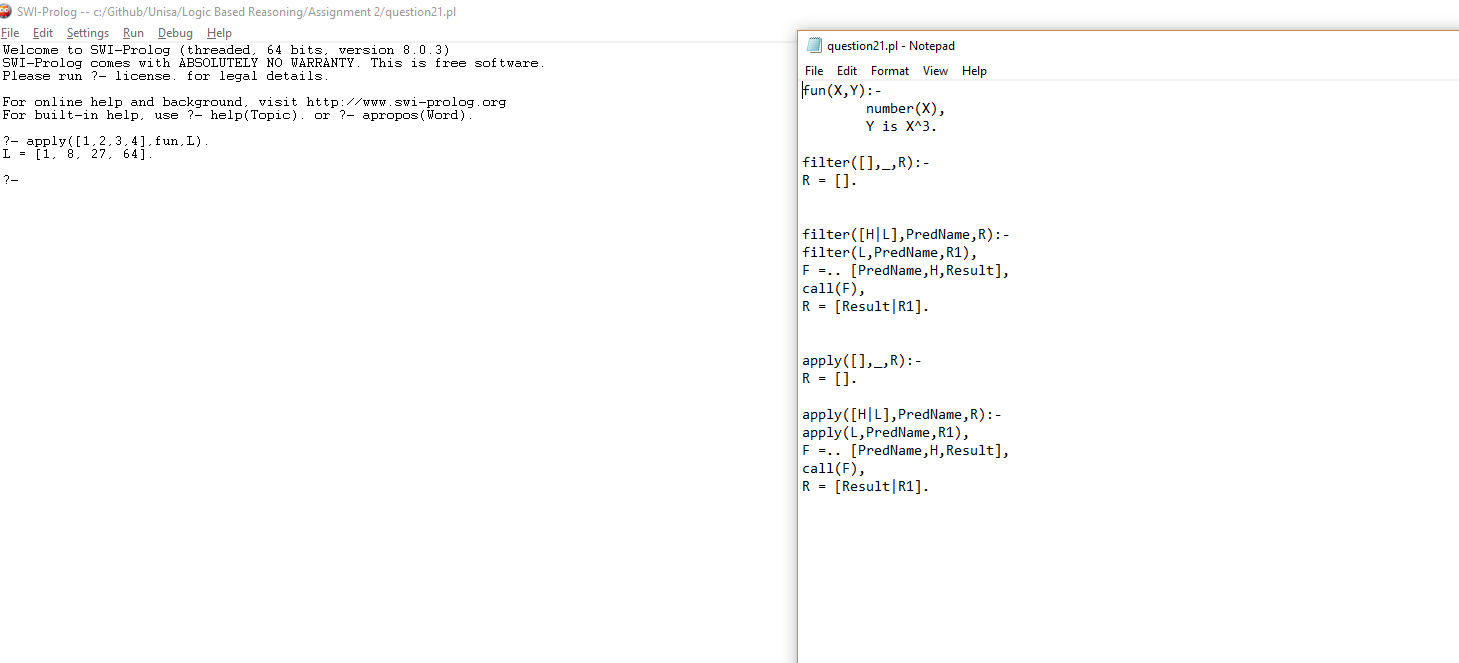 SWI-Prolog -- c:/Github/Unisa/Logic Based Reasoning/Assignment 2/question21.pl
File Edit Settings Run Debug Help
Welcome to SWI-Prolog (threaded, 64 bits, version 8.0.3)
SWI-Prolog comes with ABSOLUTELY NO WARRANTY. This is free software.
Please run ?- license. for legal details.
For online help and background, visit http://www.swi-prolog.org
For built-in help, use ?- help(Topic). or ?- apropos(Word).
?- apply([1,2,3,4],fun,L).
L = [1, 8, 27, 64].
?-
question21.pl - Notepad
File Edit Format View Help
fun(X,Y):-
number(X),
Y is X^3.
filter([],_,R):-
R = [].
filter([H|L],PredName,R):-
filter(L,PredName,R1),
F =.. [PredName,H,Result],
call(F),
R = [Result|R1].
apply([],_,R):-
R = [].
apply([H|L],PredName,R):-
apply(L,PredName,R1),
F =.. [PredName,H,Result],
call(F),
R = [Result|R1].